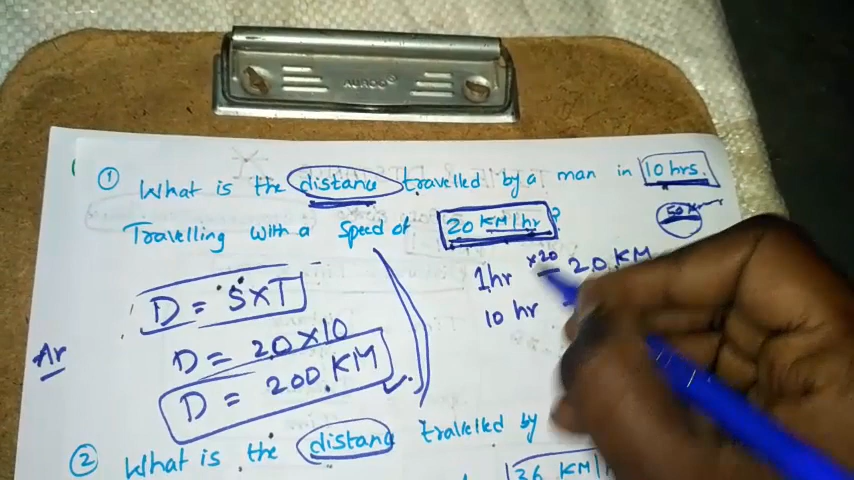 AUROO
① What is the distance travelled by a man in 10 hrs.
Travelling with a Speed of 20 KM/hr?
D = S×T
D = 20×10
D = 200 KM
1hr ×20 20 KM
10 hr
Ar
② What is the distanc travelled by
36 KM/h